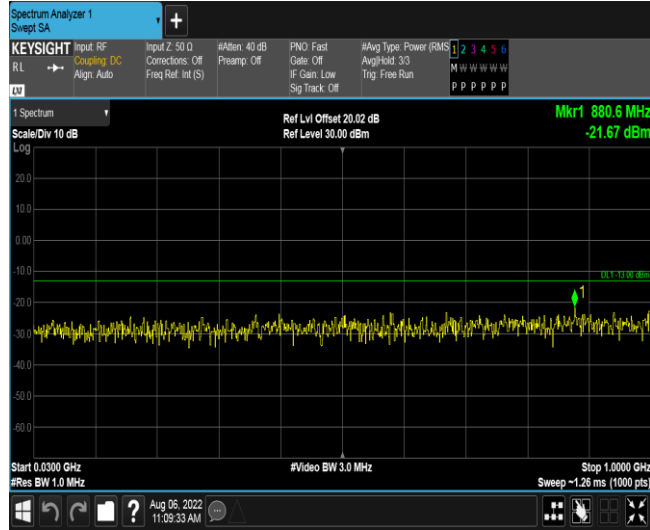 Spectrum Analyzer 1
Swept SA
+
KEYSIGHT
RL
LXI
Input: RF
Coupling: DC
Align: Auto
Input Z: 50 Ω
Corrections: Off
Freq Ref: Int (S)
#Atten: 40 dB
Preamp: Off
PNO: Fast
Gate: Off
IF Gain: Low
Sig Track: Off
#Avg Type: Power (RMS
Avg|Hold: 3/3
Trig: Free Run
1 2 3 4 5 6
M W W W W W
P P P P P P
1 Spectrum
Scale/Div 10 dB
Log
Ref Lvl Offset 20.02 dB
Ref Level 30.00 dBm
Mkr1 880.6 MHz
-21.67 dBm
20.0
10.0
0.00
-10.0
DL1 -13.00 dBm
1
-20.0
-30.0
-40.0
-50.0
-60.0
Start 0.0300 GHz
#Res BW 1.0 MHz
#Video BW 3.0 MHz
Stop 1.0000 GHz
Sweep ~1.26 ms (1000 pts)
?
Aug 06, 2022
11:09:33 AM